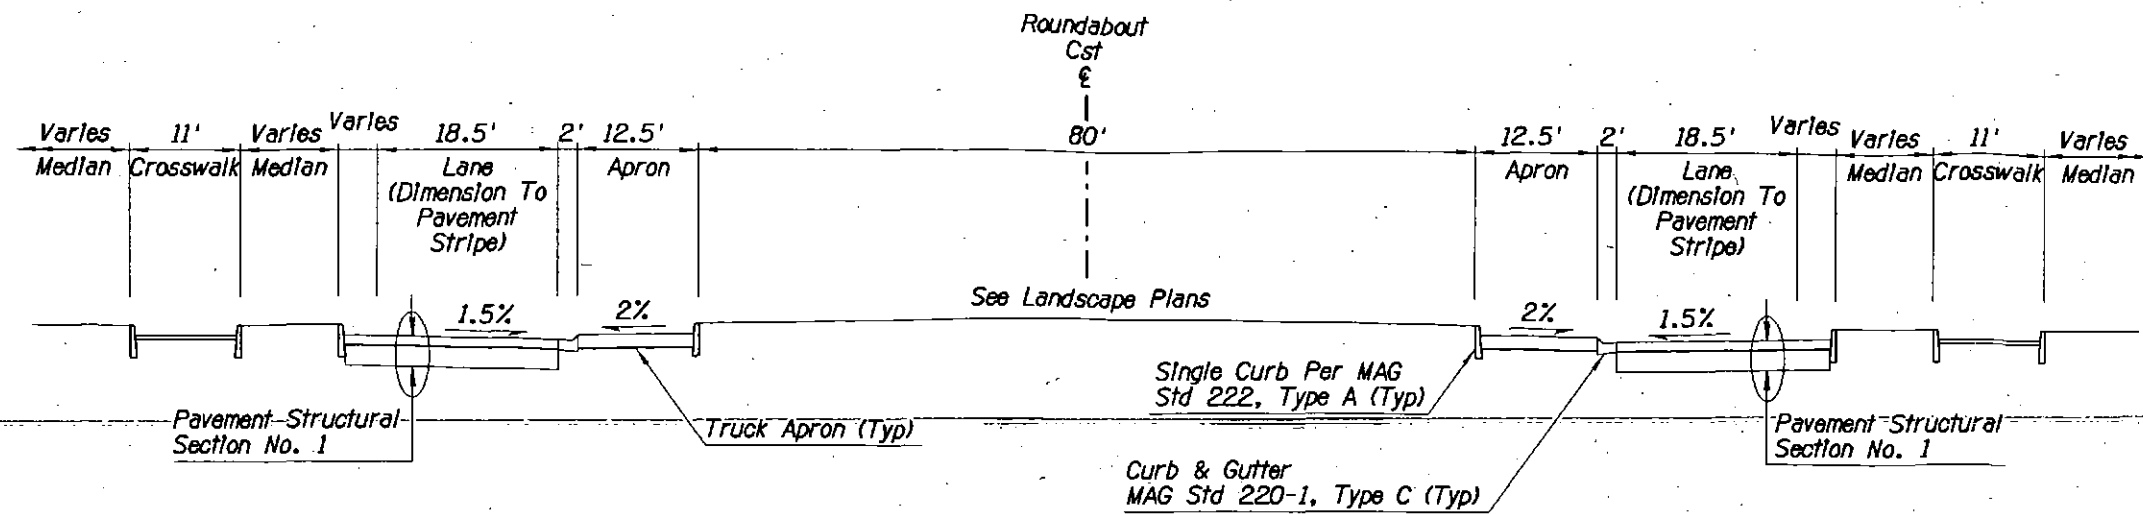 Roundabout
Cst
℄
Varies 11' Varies Varies 18.5' 2' 12.5' 80' 12.5' 2' 18.5' Varies Varies 11' Varies
Median Crosswalk Median Lane Apron Apron Lane Median Crosswalk Median
(Dimension To (Dimension To
Pavement Pavement
Stripe) Stripe)
See Landscape Plans
1.5% 2% 2% 1.5%
Single Curb Per MAG
Std 222, Type A (Typ)
Pavement Structural
Section No. 1
Truck Apron (Typ)
Pavement Structural
Section No. 1
Curb & Gutter
MAG Std 220-1, Type C (Typ)